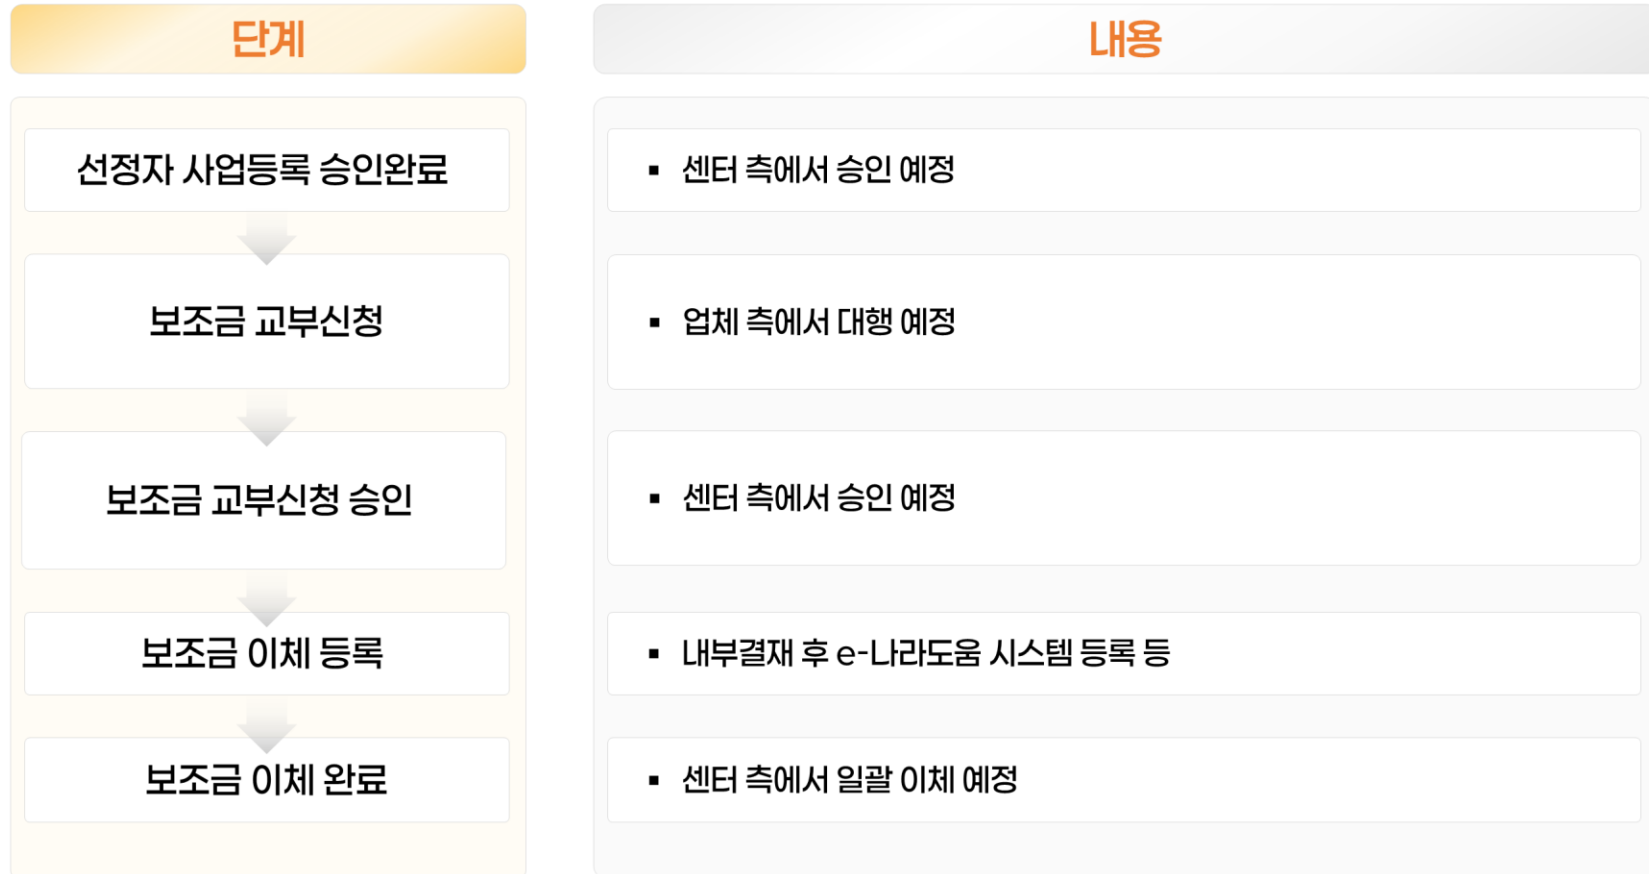 단계
내용
선정자 사업등록 승인완료
▪ 센터 측에서 승인 예정
보조금 교부신청
▪ 업체 측에서 대행 예정
보조금 교부신청 승인
▪ 센터 측에서 승인 예정
보조금 이체 등록
▪ 내부결재 후 e-나라도움 시스템 등록 등
보조금 이체 완료
▪ 센터 측에서 일괄 이체 예정